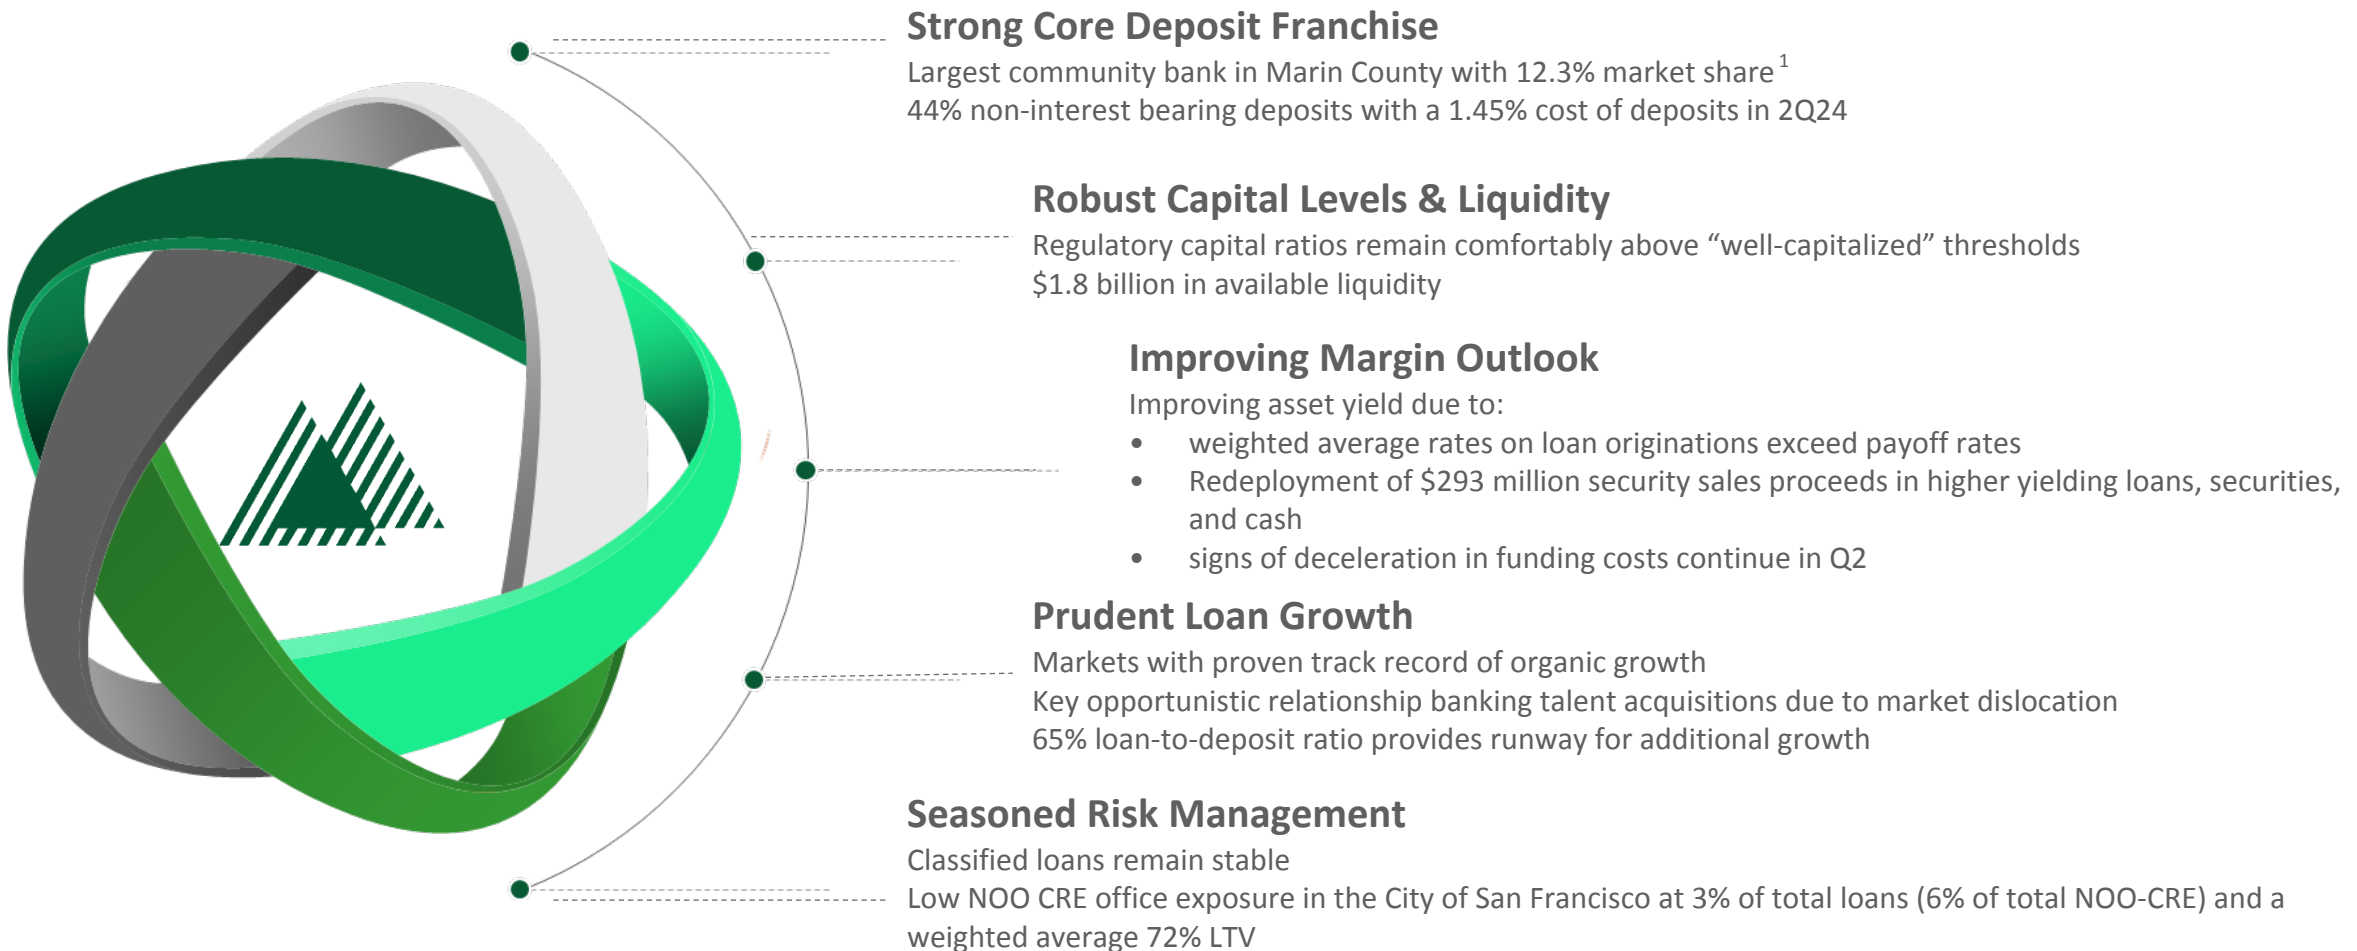 Strong Core Deposit Franchise
Largest community bank in Marin County with 12.3% market share 1
44% non-interest bearing deposits with a 1.45% cost of deposits in 2Q24
Robust Capital Levels & Liquidity
Regulatory capital ratios remain comfortably above “well-capitalized” thresholds
$1.8 billion in available liquidity
Improving Margin Outlook
Improving asset yield due to:
• weighted average rates on loan originations exceed payoff rates
• Redeployment of $293 million security sales proceeds in higher yielding loans, securities,
and cash
• signs of deceleration in funding costs continue in Q2
Prudent Loan Growth
Markets with proven track record of organic growth
Key opportunistic relationship banking talent acquisitions due to market dislocation
65% loan-to-deposit ratio provides runway for additional growth
Seasoned Risk Management
Classified loans remain stable
Low NOO CRE office exposure in the City of San Francisco at 3% of total loans (6% of total NOO-CRE) and a
weighted average 72% LTV